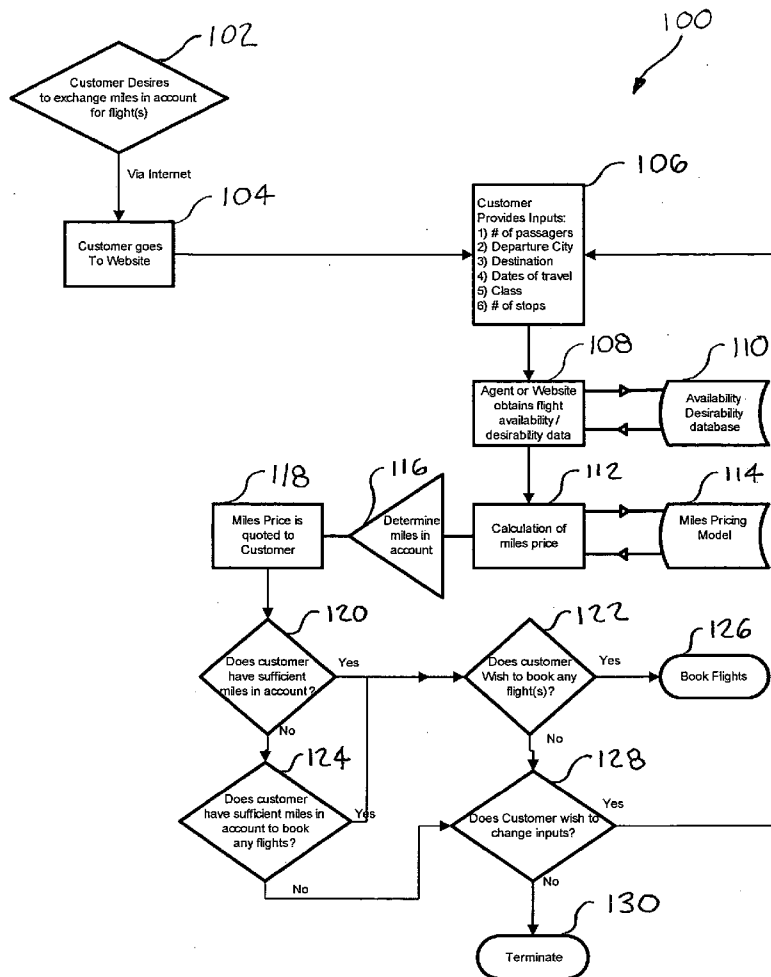 102
Customer Desires
to exchange miles in account
for flight(s)
100
Via Internet
104
Customer goes
To Website
106
Customer
Provides Inputs:
1) # of passagers
2) Departure City
3) Destination
4) Dates of travel
5) Class
6) # of stops
108
Agent or Website
obtains flight
availability/
desirability data
110
Availability
Desirability
database
118
Miles Price is
quoted to
Customer
116
Determine
miles in
account
112
Calculation of
miles price
114
Miles Pricing
Model
120
Does customer
have sufficient
miles in account?
Yes
No
122
Does customer
Wish to book any
flight(s)?
Yes
No
126
Book Flights
124
Does customer
have sufficient miles in
account to book
any flights?
Yes
No
128
Does Customer wish to
change inputs?
Yes
No
130
Terminate